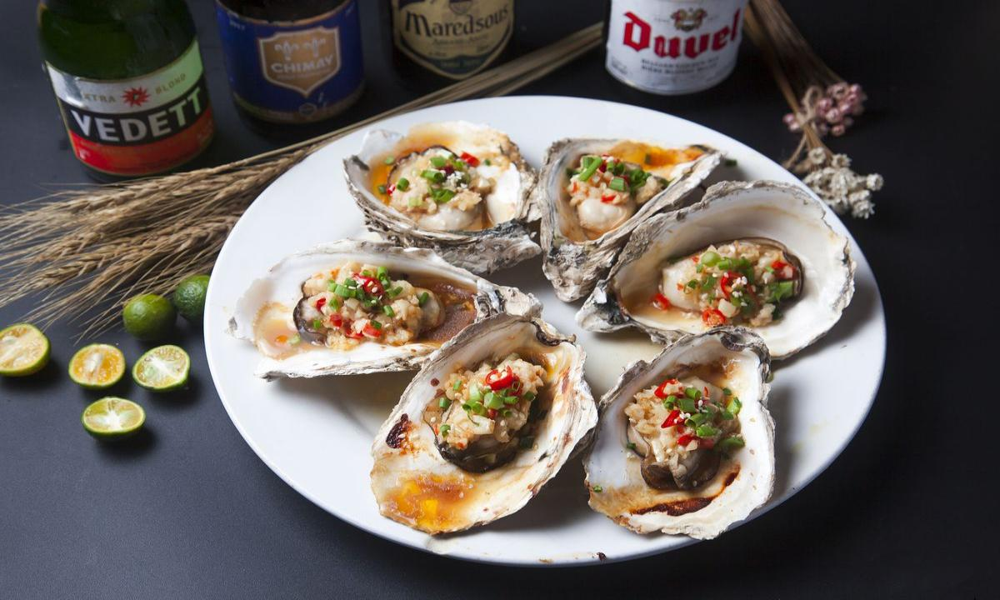 EXTRA BLOND
VEDETT
CHIMAY
Maredsous
Duvel